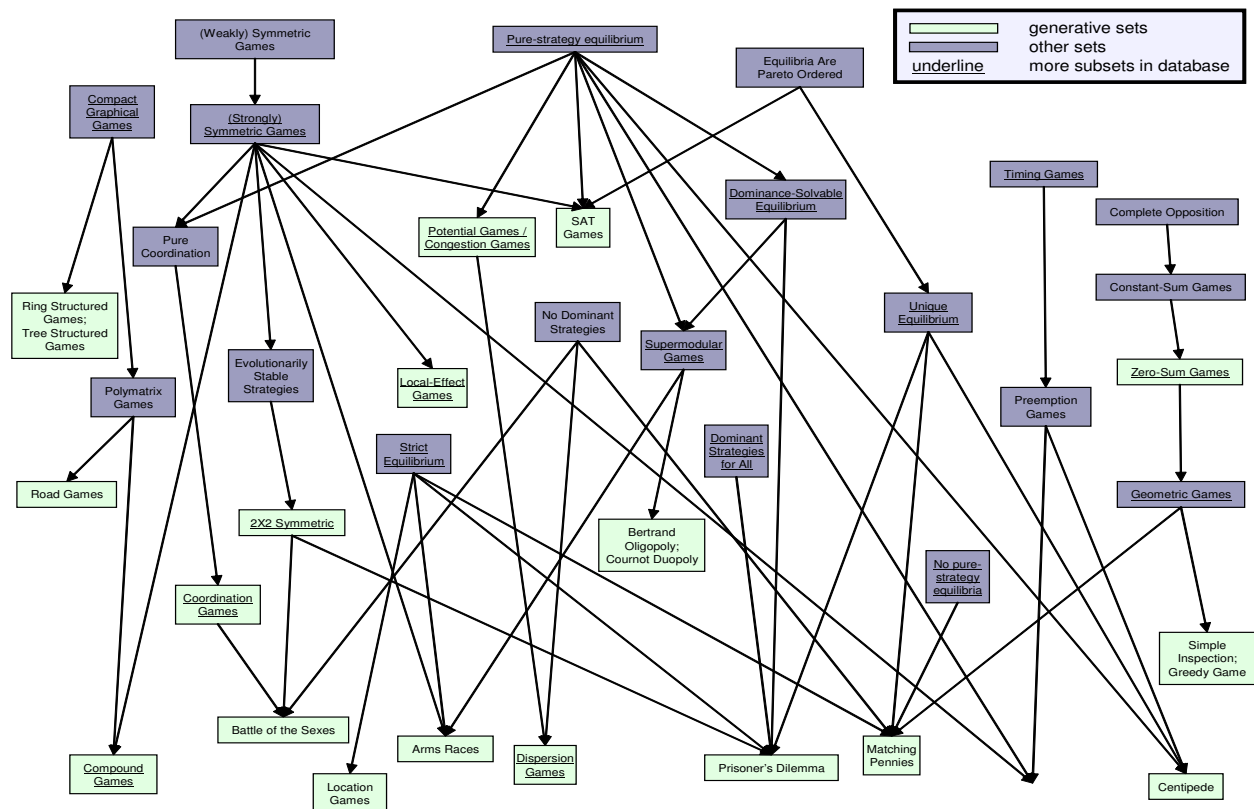 (Weakly) Symmetric
Games
Pure-strategy equilibrium
Equilibria Are
Pareto Ordered
generative sets
other sets
underline more subsets in database
Compact
Graphical
Games
(Strongly)
Symmetric Games
Timing Games
Dominance-Solvable
Equilibrium
Complete Opposition
Pure
Coordination
Potential Games /
Congestion Games
SAT
Games
Constant-Sum Games
Ring Structured
Games;
Tree Structured
Games
No Dominant
Strategies
Unique
Equilibrium
Supermodular
Games
Evolutionarily
Stable
Strategies
Local-Effect
Games
Zero-Sum Games
Polymatrix
Games
Preemption
Games
Strict
Equilibrium
Dominant
Strategies
for All
Road Games
Geometric Games
2X2 Symmetric
Bertrand
Oligopoly;
Cournot Duopoly
No pure-
strategy
equilibria
Coordination
Games
Simple
Inspection;
Greedy Game
Battle of the Sexes
Arms Races
Matching
Pennies
Compound
Games
Location
Games
Dispersion
Games
Prisoner's Dilemma
Centipede